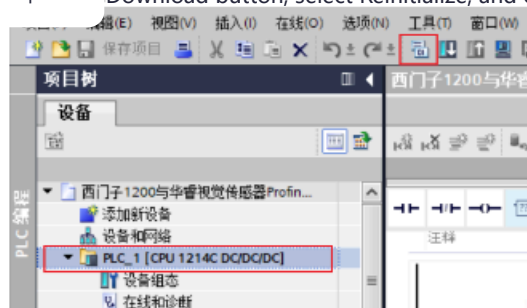 Download button, select Reinitialize, and
编辑(E) 视图(V) 插入(I) 在线(O) 选项(N) 工具(T) 窗口(W)
保存项目
项目树
西门子1200与华睿
设备
西门子1200与华睿视觉传感器Profin...
添加新设备
设备和网络
PLC_1 [CPU 1214C DC/DC/DC]
设备组态
在线和诊断
PLC 编程
注释